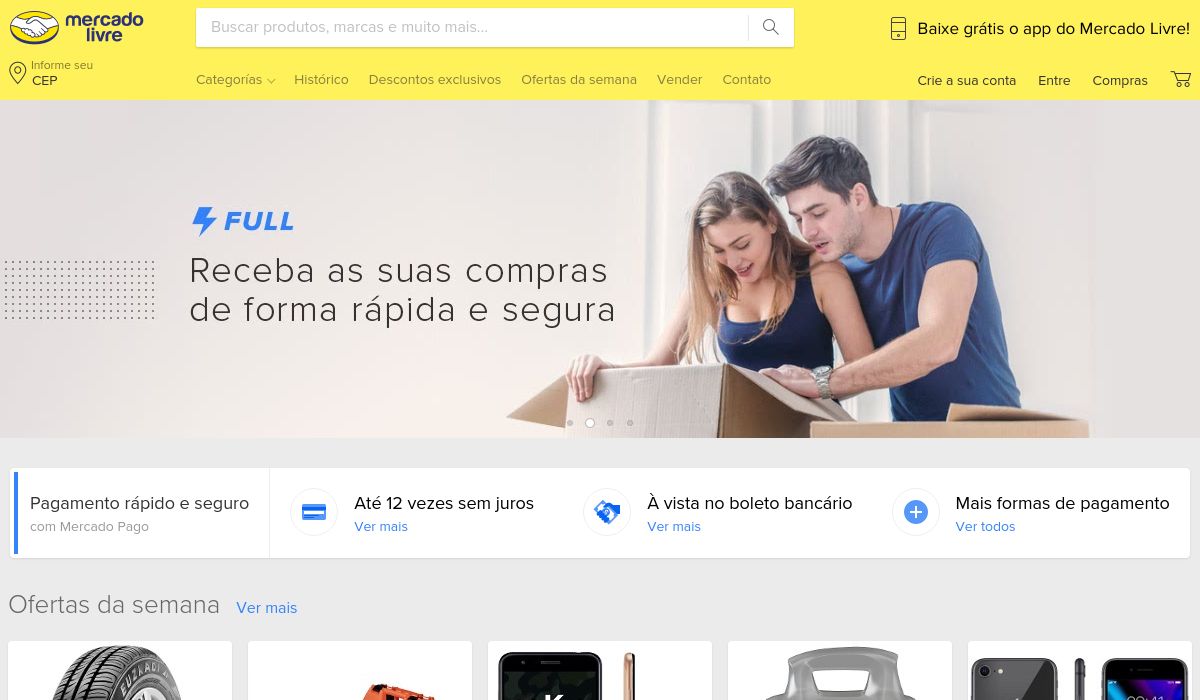 mercado
livre
Buscar produtos, marcas e muito mais...
Baixe grátis o app do Mercado Livre!
Informe seu
CEP
Categorías
Histórico
Descontos exclusivos
Ofertas da semana
Vender
Contato
Crie a sua conta
Entre
Compras
FULL
Receba as suas compras
de forma rápida e segura
Pagamento rápido e seguro
com Mercado Pago
Até 12 vezes sem juros
Ver mais
À vista no boleto bancário
Ver mais
Mais formas de pagamento
Ver todos
Ofertas da semana
Ver mais